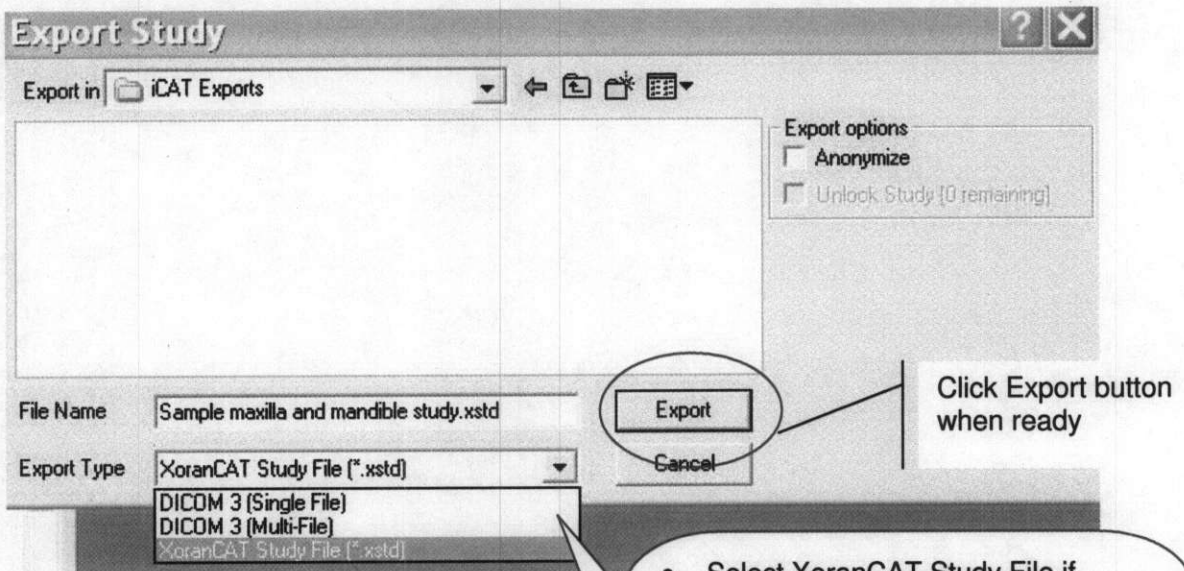 Export Study
Export in iCAT Exports
Export options
Anonymize
Unlock Study [0 remaining]
File Name Sample maxilla and mandible study.xstd Export
Click Export button
when ready
Export Type XoranCAT Study File (*.xstd) Cancel
DICOM 3 (Single File)
DICOM 3 (Multi-File)
XoranCAT Study File (*.xstd)
Select XoranCAT Study File if